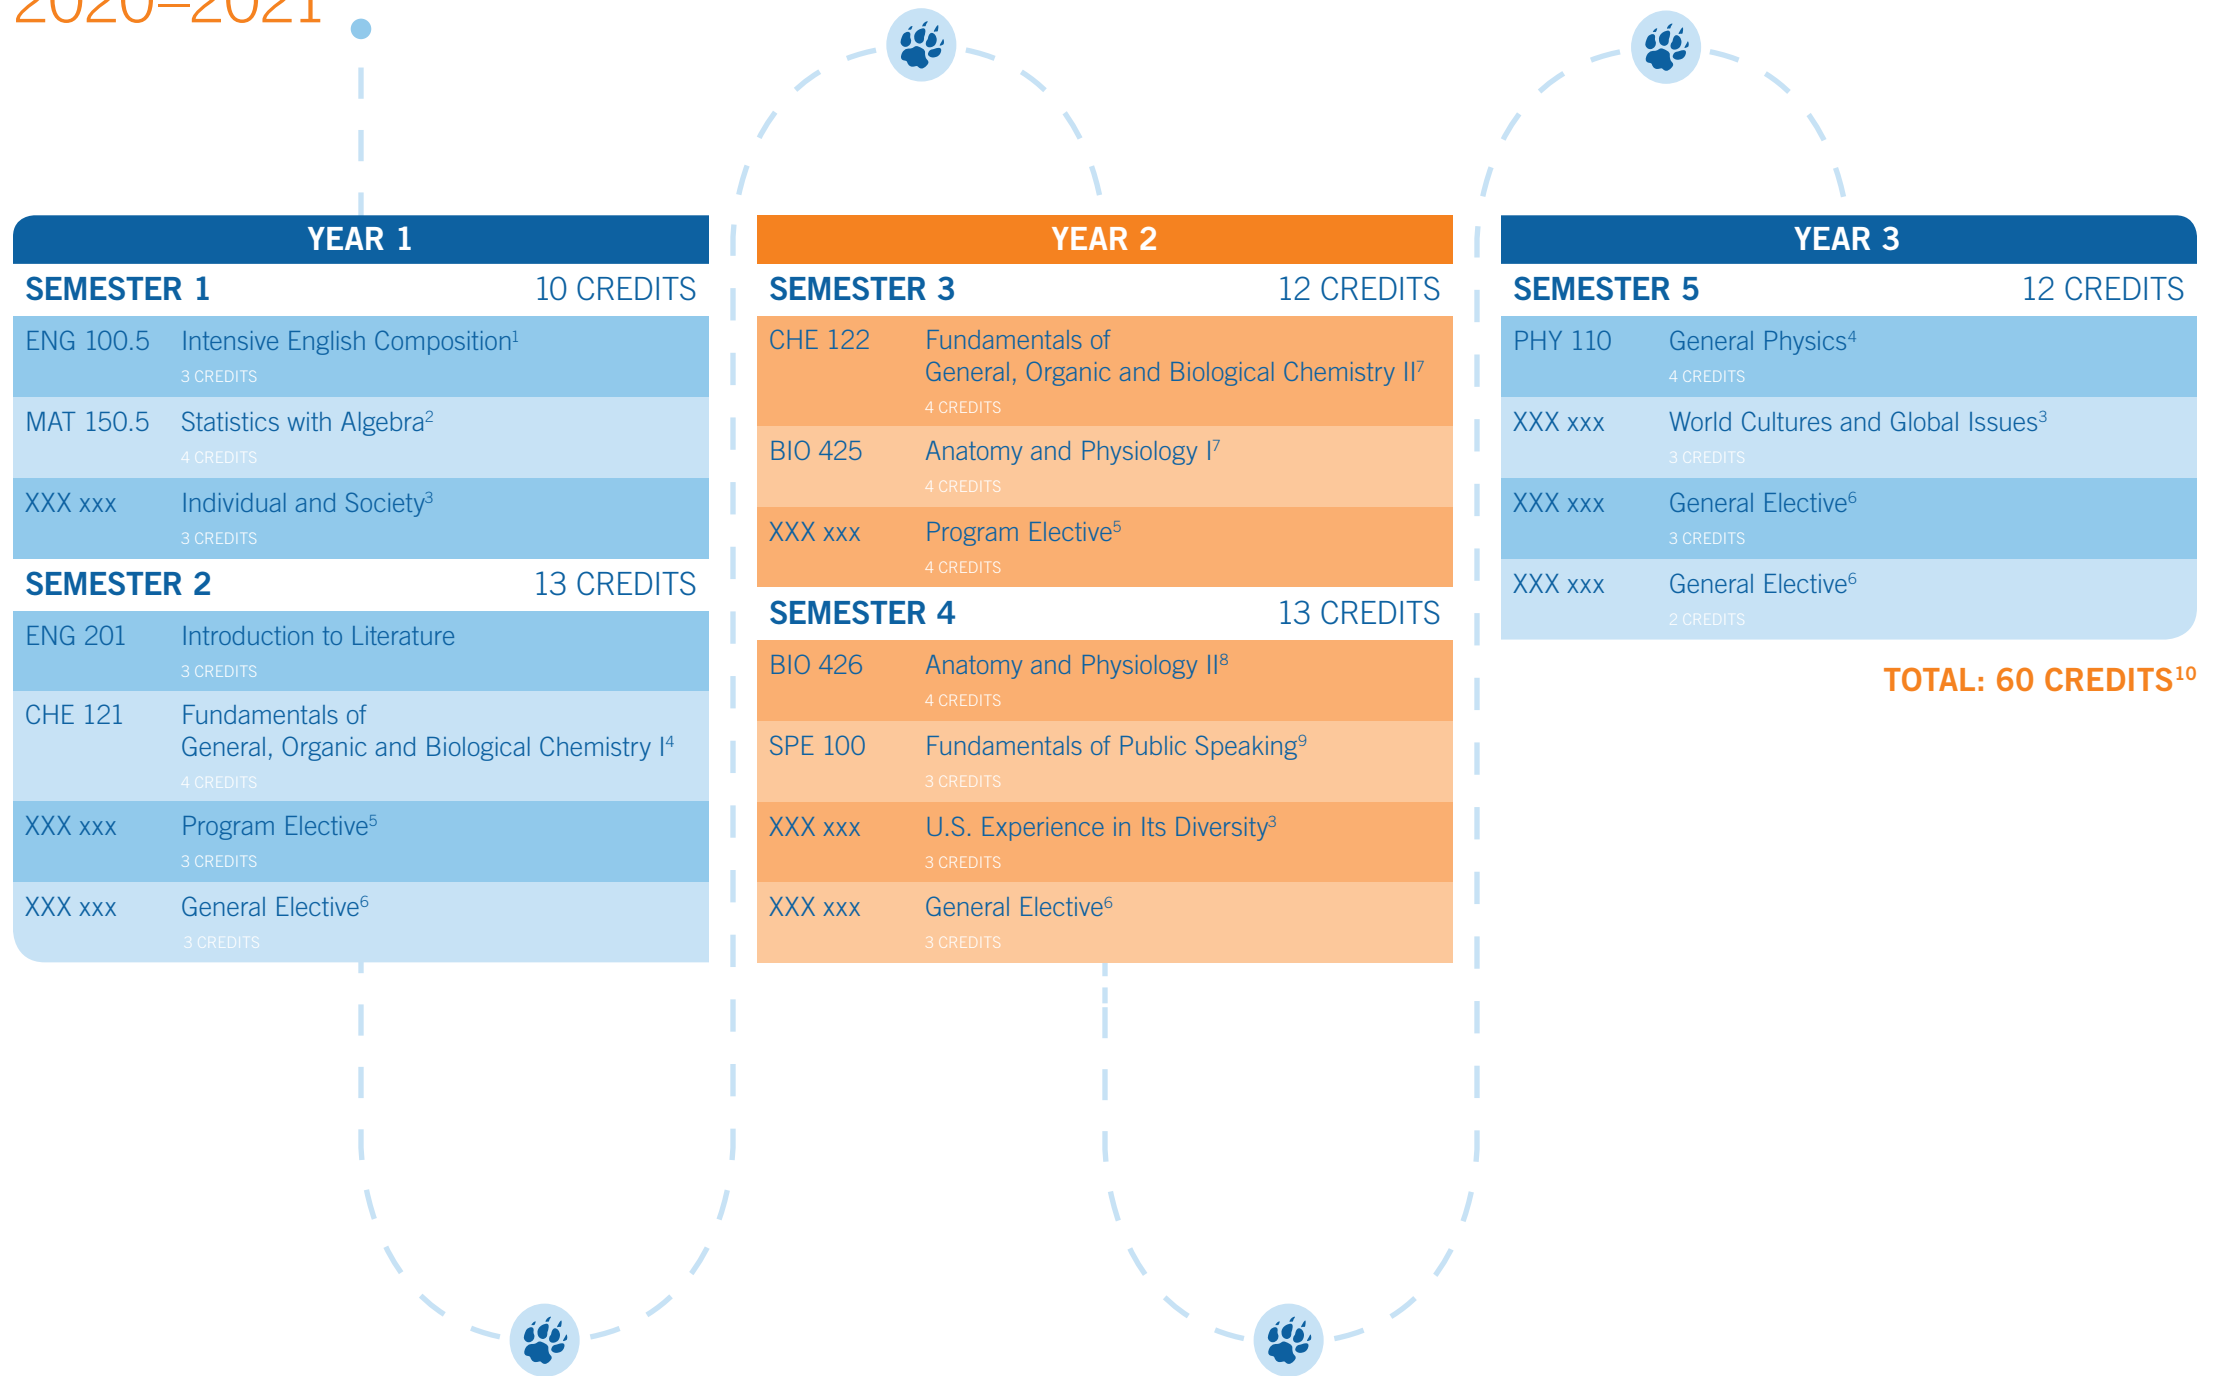 2020–2021
YEAR 1
SEMESTER 1 10 CREDITS
ENG 100.5 Intensive English Composition¹
3 CREDITS
MAT 150.5 Statistics with Algebra²
4 CREDITS
XXX xxx Individual and Society³
3 CREDITS
SEMESTER 2 13 CREDITS
ENG 201 Introduction to Literature
3 CREDITS
CHE 121 Fundamentals of
General, Organic and Biological Chemistry I⁴
4 CREDITS
XXX xxx Program Elective⁵
3 CREDITS
XXX xxx General Elective⁶
3 CREDITS
YEAR 2
SEMESTER 3 12 CREDITS
CHE 122 Fundamentals of
General, Organic and Biological Chemistry II⁷
4 CREDITS
BIO 425 Anatomy and Physiology I⁷
4 CREDITS
XXX xxx Program Elective⁵
4 CREDITS
SEMESTER 4 13 CREDITS
BIO 426 Anatomy and Physiology II⁸
4 CREDITS
SPE 100 Fundamentals of Public Speaking⁹
3 CREDITS
XXX xxx U.S. Experience in Its Diversity³
3 CREDITS
XXX xxx General Elective⁶
3 CREDITS
YEAR 3
SEMESTER 5 12 CREDITS
PHY 110 General Physics⁴
4 CREDITS
XXX xxx World Cultures and Global Issues³
3 CREDITS
XXX xxx General Elective⁶
3 CREDITS
XXX xxx General Elective⁶
2 CREDITS
TOTAL: 60 CREDITS¹⁰